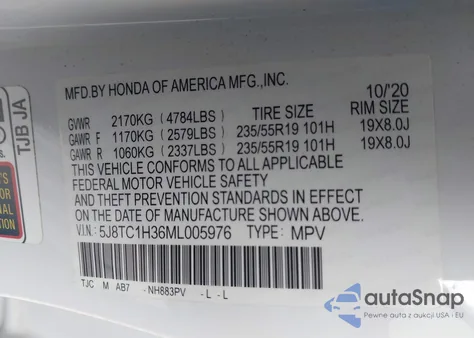 MFD.BY HONDA OF AMERICA MFG.,INC.
10/'20
GVWR 2170KG (4784LBS) TIRE SIZE RIM SIZE
GAWR F 1170KG (2579LBS) 235/55R19 101H 19X8.0J
GAWR R 1060KG (2337LBS) 235/55R19 101H 19X8.0J
THIS VEHICLE CONFORMS TO ALL APPLICABLE
FEDERAL MOTOR VEHICLE SAFETY
AND THEFT PREVENTION STANDARDS IN EFFECT
ON THE DATE OF MANUFACTURE SHOWN ABOVE.
V.I.N: 5J8TC1H36ML005976 TYPE: MPV
TJC M AB7 - NH883PV - L - L
TJB JA
autoSnap
Pewne auta z aukcji USA i EU